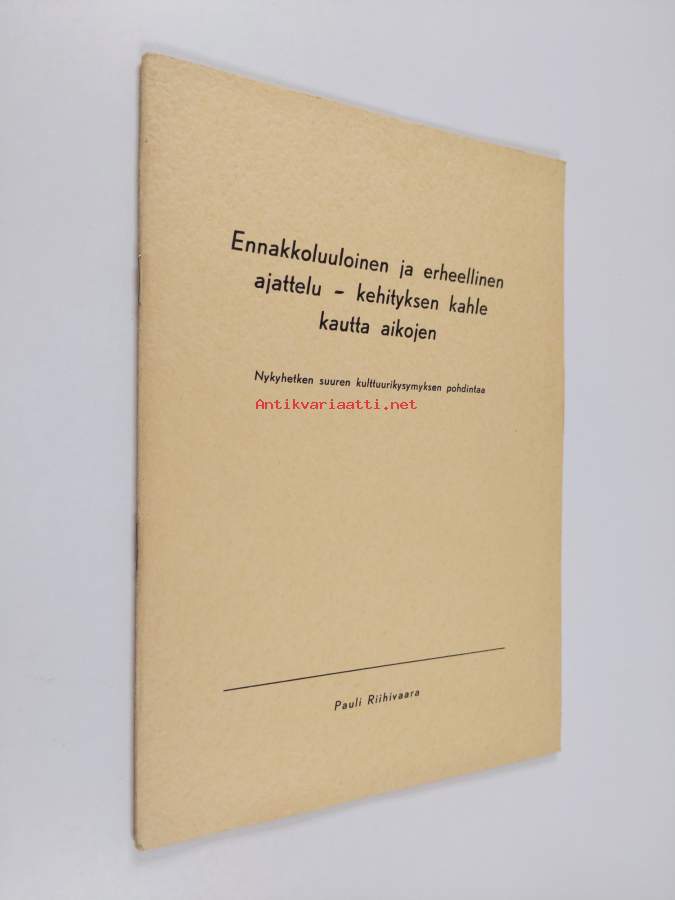 Ennakkoluuloinen ja erheellinen
ajattelu – kehityksen kahle
kautta aikojen
Nykyhetken suuren kulttuurikysymyksen pohdintaa
Antikvariaatti.net
Pauli Riihivaara